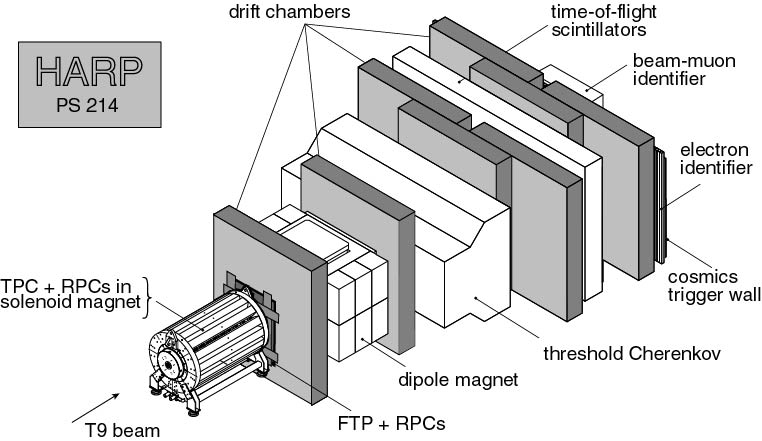 drift chambers
time-of-flight
scintillators
beam-muon
identifier
HARP
PS 214
electron
identifier
TPC + RPCs in
solenoid magnet
cosmics
trigger wall
threshold Cherenkov
dipole magnet
FTP + RPCs
T9 beam